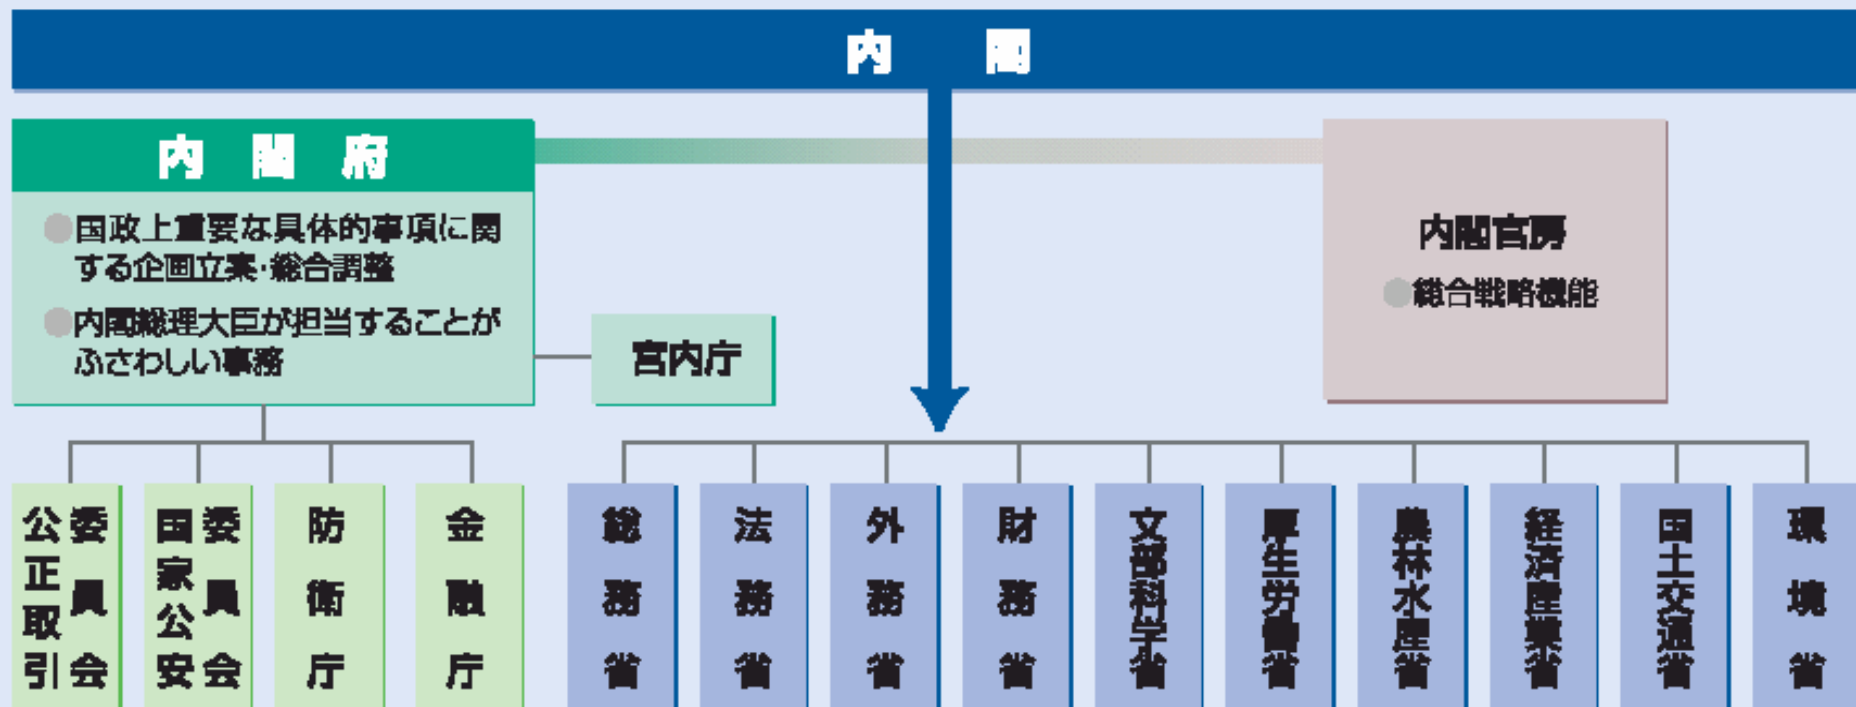 内 閣
内 閣 府
●国政上重要な具体的事項に関
する企画立案・総合調整
●内閣総理大臣が担当することが
ふさわしい事務
宮内庁
内閣官房
●総合戦略機能
公正取引
委員会
国家公安
委員会
防衛庁
金融庁
総務省
法務省
外務省
財務省
文部科学省
厚生労働省
農林水産省
経済産業省
国土交通省
環境省